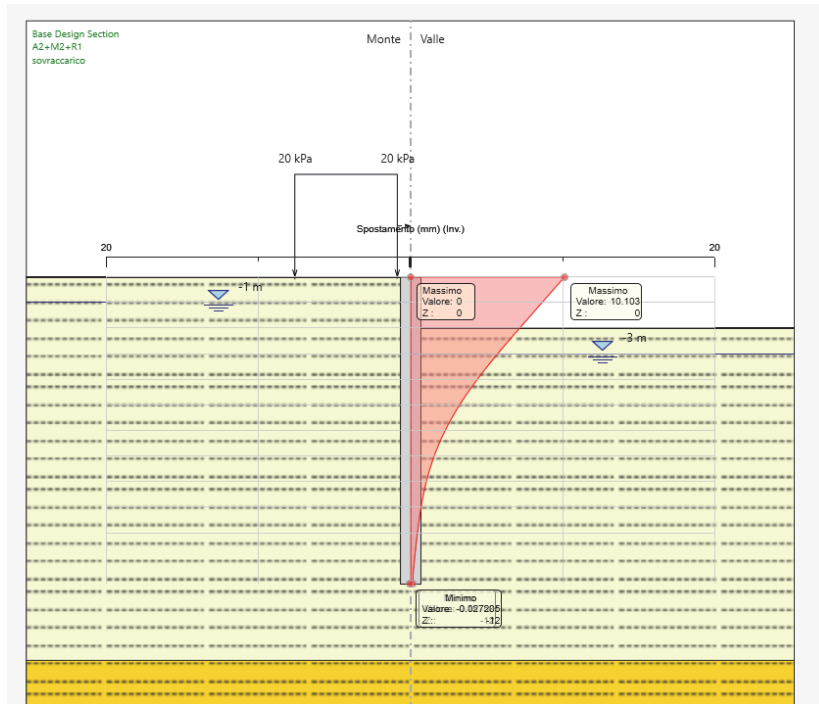 Base Design Section
A2+M2+R1
sovraccarico
Monte
Valle
20 kPa
20 kPa
Spostamento (mm) (Inv.)
20
20
-1 m
Massimo
Valore: 0
Z : 0
Massimo
Valore: 10.103
Z : 0
-3 m
Minimo
Valore: -0.027205
Z :